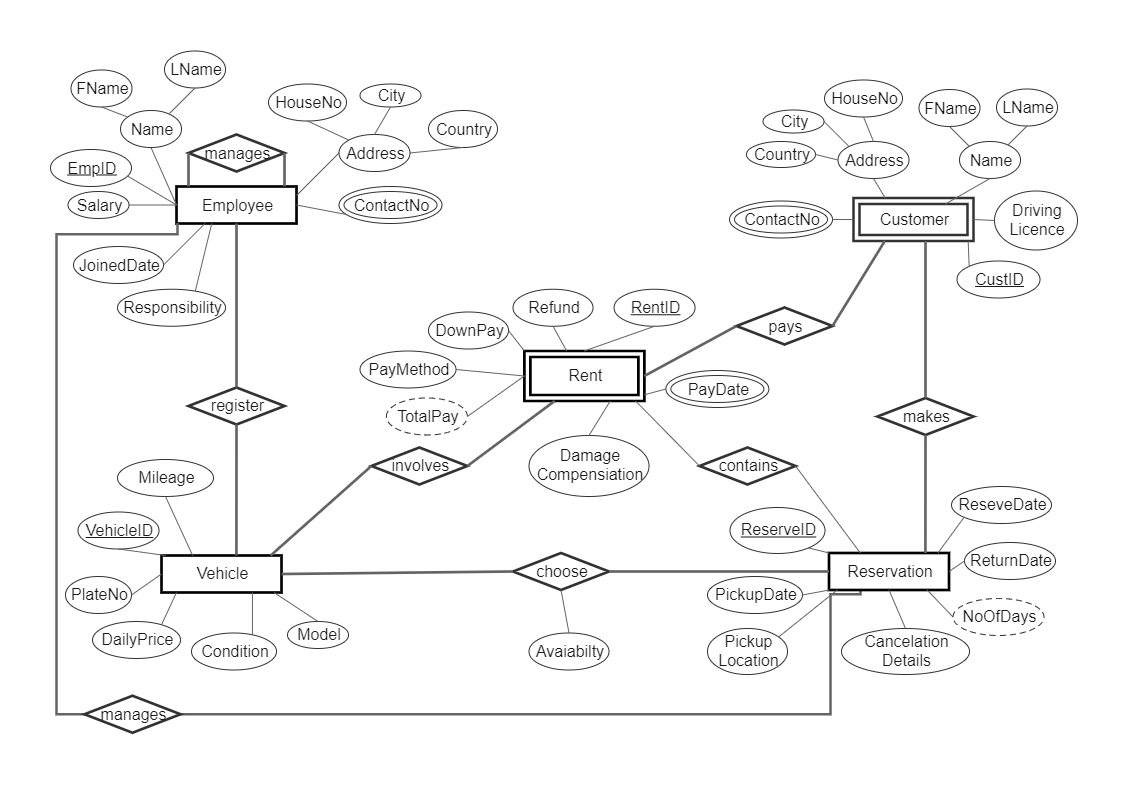 LName
FName
Name
HouseNo
City
Country
Address
manages
EmpID
Salary
Employee
ContactNo
JoinedDate
Responsibility
HouseNo
City
Country
Address
FName
LName
Name
ContactNo
Customer
Driving
Licence
CustID
Refund
RentID
DownPay
PayMethod
TotalPay
Rent
PayDate
pays
register
involves
Damage
Compensiation
contains
makes
Mileage
VehicleID
PlateNo
Vehicle
DailyPrice
Condition
Model
choose
Avaiabilty
ReserveID
ReseveDate
Reservation
ReturnDate
PickupDate
NoOfDays
Pickup
Location
Cancelation
Details
manages